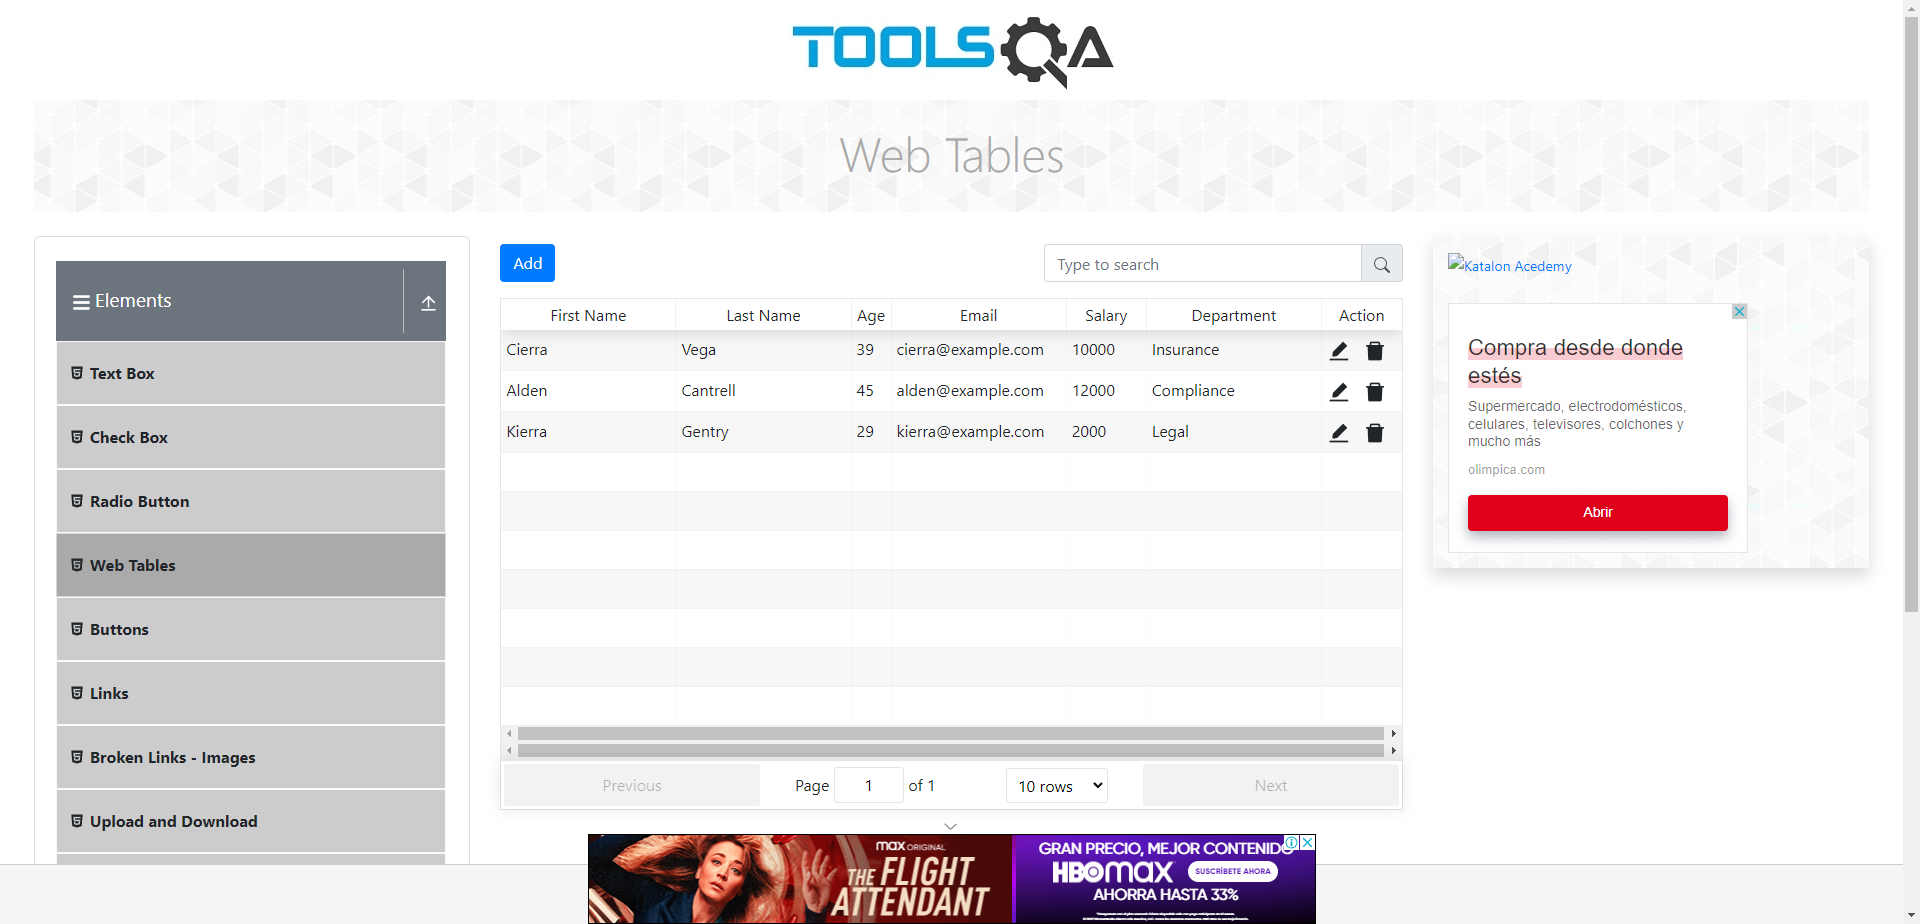 TOOLSQA
Web Tables
Elements
Text Box
Check Box
Radio Button
Web Tables
Buttons
Links
Broken Links - Images
Upload and Download
Add
Type to search
First Name Last Name Age Email Salary Department Action
Cierra Vega 39 cierra@example.com 10000 Insurance
Alden Cantrell 45 alden@example.com 12000 Compliance
Kierra Gentry 29 kierra@example.com 2000 Legal
Previous Page 1 of 1 10 rows Next
Katalon Acedemy
Compra desde donde
estés
Supermercado, electrodomésticos,
celulares, televisores, colchones y
mucho más
olimpica.com
Abrir
max ORIGINAL
THE FLIGHT
ATTENDANT
GRAN PRECIO, MEJOR CONTENIDO
HBOMAX SUSCRÍBETE AHORA
AHORRA HASTA 33%